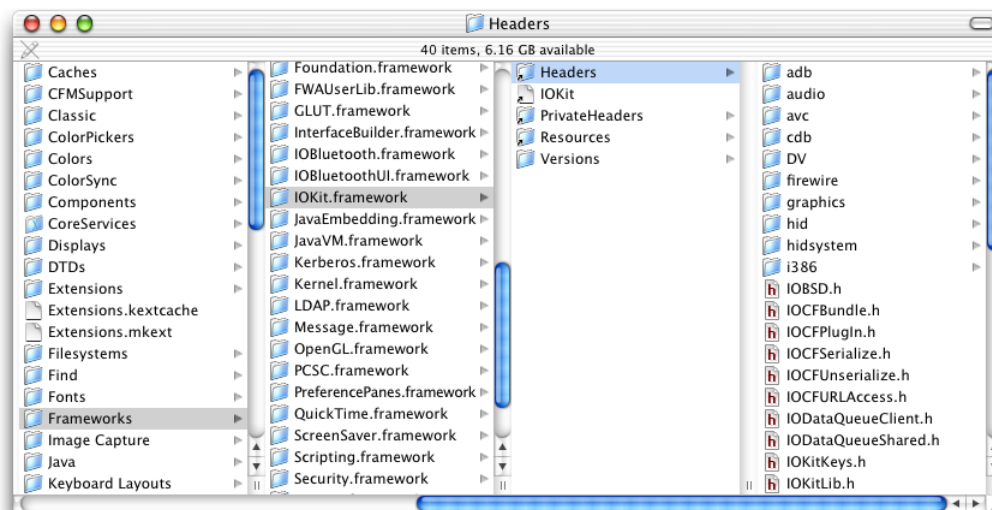 Headers
40 items, 6.16 GB available
Caches
CFMSupport
Classic
ColorPickers
Colors
ColorSync
Components
CoreServices
Displays
DTDs
Extensions
Extensions.kextcache
Extensions.mkext
Filesystems
Find
Fonts
Frameworks
Image Capture
Java
Keyboard Layouts
Foundation.framework
FWAUserLib.framework
GLUT.framework
InterfaceBuilder.framework
IOBluetooth.framework
IOBluetoothUI.framework
IOKit.framework
JavaEmbedding.framework
JavaVM.framework
Kerberos.framework
Kernel.framework
LDAP.framework
Message.framework
OpenGL.framework
PCSC.framework
PreferencePanes.framework
QuickTime.framework
ScreenSaver.framework
Scripting.framework
Security.framework
Headers
IOKit
PrivateHeaders
Resources
Versions
adb
audio
avc
cdb
DV
firewire
graphics
hid
hidsystem
i386
IOBSD.h
IOCFBundle.h
IOCFPlugIn.h
IOCFSerialize.h
IOCFUnserialize.h
IOCFURLAccess.h
IODataQueueClient.h
IODataQueueShared.h
IOKitKeys.h
IOKitLib.h